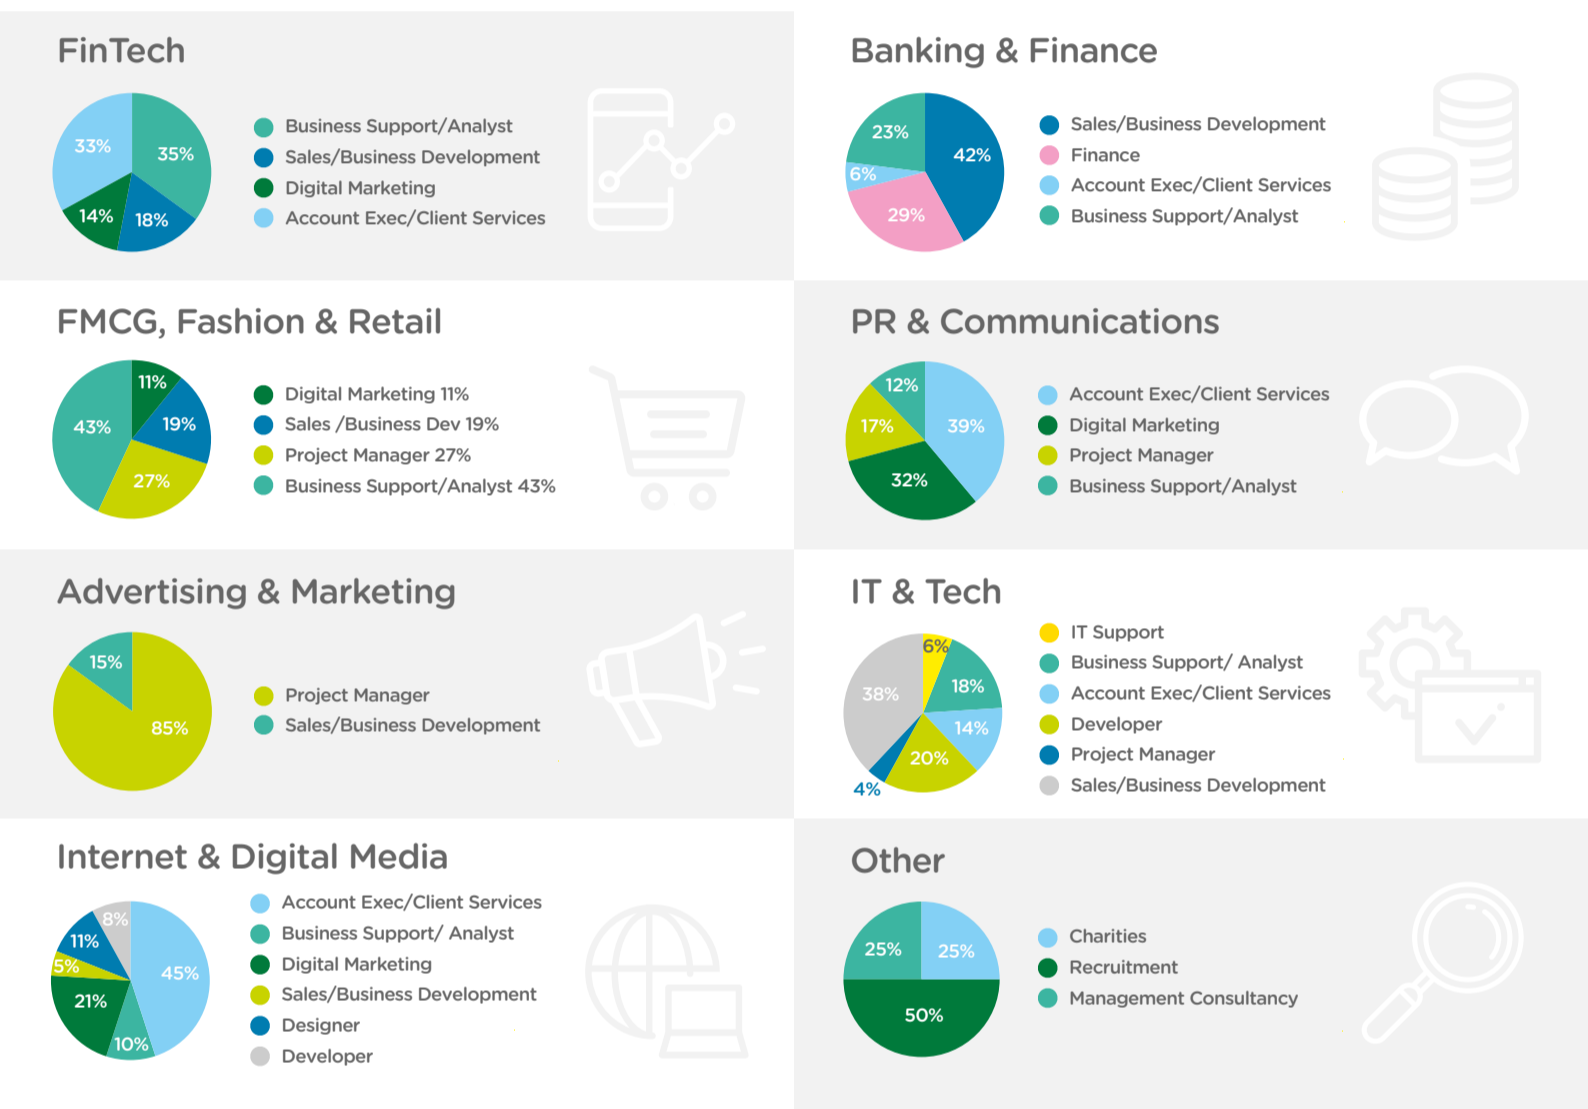 FinTech
33%
35%
14%
18%
Business Support/Analyst
Sales/Business Development
Digital Marketing
Account Exec/Client Services
Banking & Finance
23%
42%
6%
29%
Sales/Business Development
Finance
Account Exec/Client Services
Business Support/Analyst
FMCG, Fashion & Retail
11%
43%
19%
27%
Digital Marketing 11%
Sales /Business Dev 19%
Project Manager 27%
Business Support/Analyst 43%
PR & Communications
12%
17%
39%
32%
Account Exec/Client Services
Digital Marketing
Project Manager
Business Support/Analyst
Advertising & Marketing
15%
85%
Project Manager
Sales/Business Development
IT & Tech
6%
38%
18%
14%
20%
4%
IT Support
Business Support/ Analyst
Account Exec/Client Services
Developer
Project Manager
Sales/Business Development
Internet & Digital Media
8%
11%
5%
45%
21%
10%
Account Exec/Client Services
Business Support/ Analyst
Digital Marketing
Sales/Business Development
Designer
Developer
Other
25%
25%
50%
Charities
Recruitment
Management Consultancy